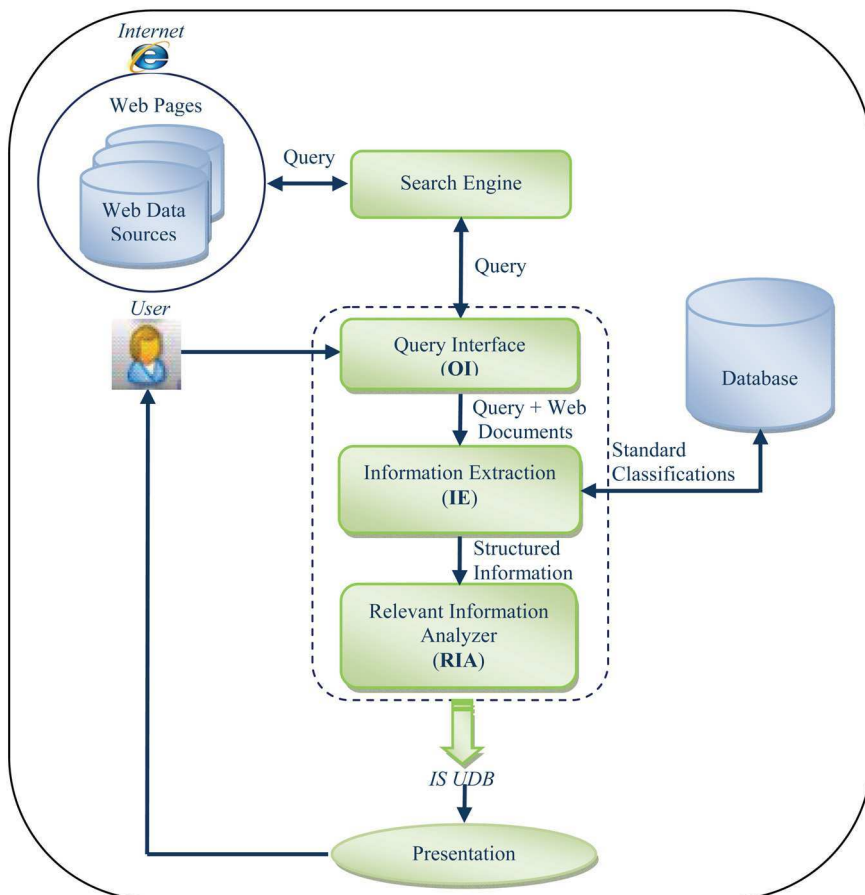 Internet
Web Pages
Web Data
Sources
Query
Search Engine
Query
User
Query Interface
(OI)
Database
Query + Web
Documents
Standard
Classifications
Information Extraction
(IE)
Structured
Information
Relevant Information
Analyzer
(RIA)
IS UDB
Presentation